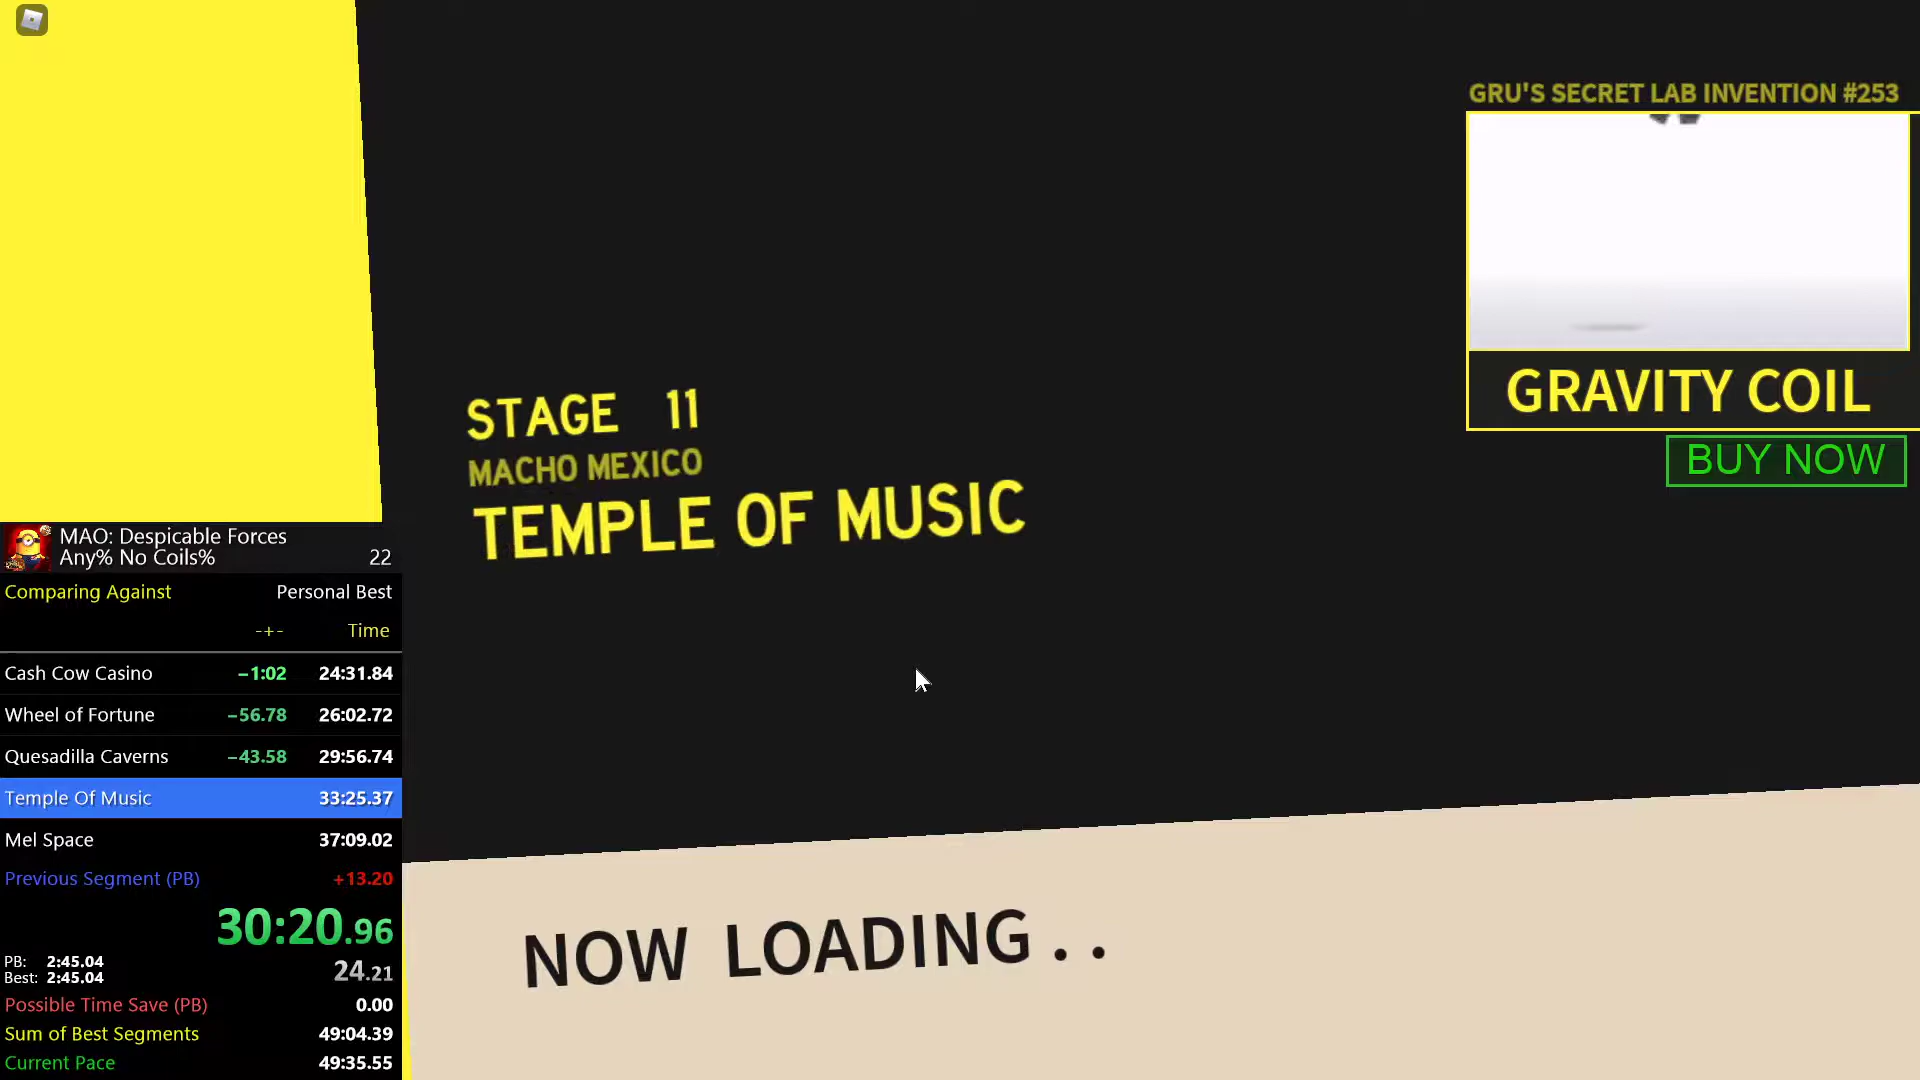 GRU'S SECRET LAB INVENTION #253
GRAVITY COIL
BUY NOW
STAGE 11
MACHO MEXICO
TEMPLE OF MUSIC
MAO: Despicable Forces
Any% No Coils% 22
Comparing Against Personal Best
-+- Time
Cash Cow Casino −1:02 24:31.84
Wheel of Fortune −56.78 26:02.72
Quesadilla Caverns −43.58 29:56.74
Temple Of Music 33:25.37
Mel Space 37:09.02
Previous Segment (PB) +13.20
30:20.96
PB: 2:45.04
Best: 2:45.04 24.21
Possible Time Save (PB) 0.00
Sum of Best Segments 49:04.39
Current Pace 49:35.55
NOW LOADING . .